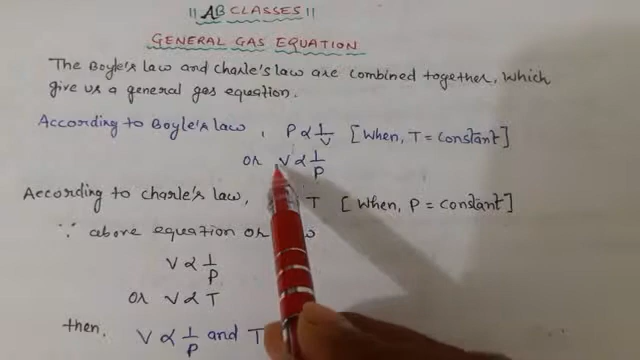 ||AB CLASSES||
GENERAL GAS EQUATION
The Boyle's law and charle's law are combined together, which
give us a general gas equation.
According to Boyle's law, P ∝ 1/V [When, T = constant]
or V ∝ 1/P
According to charle's law, T [When, P = constant]
∵ above equation or
V ∝ 1/P
or V ∝ T
then, V ∝ 1/P and T